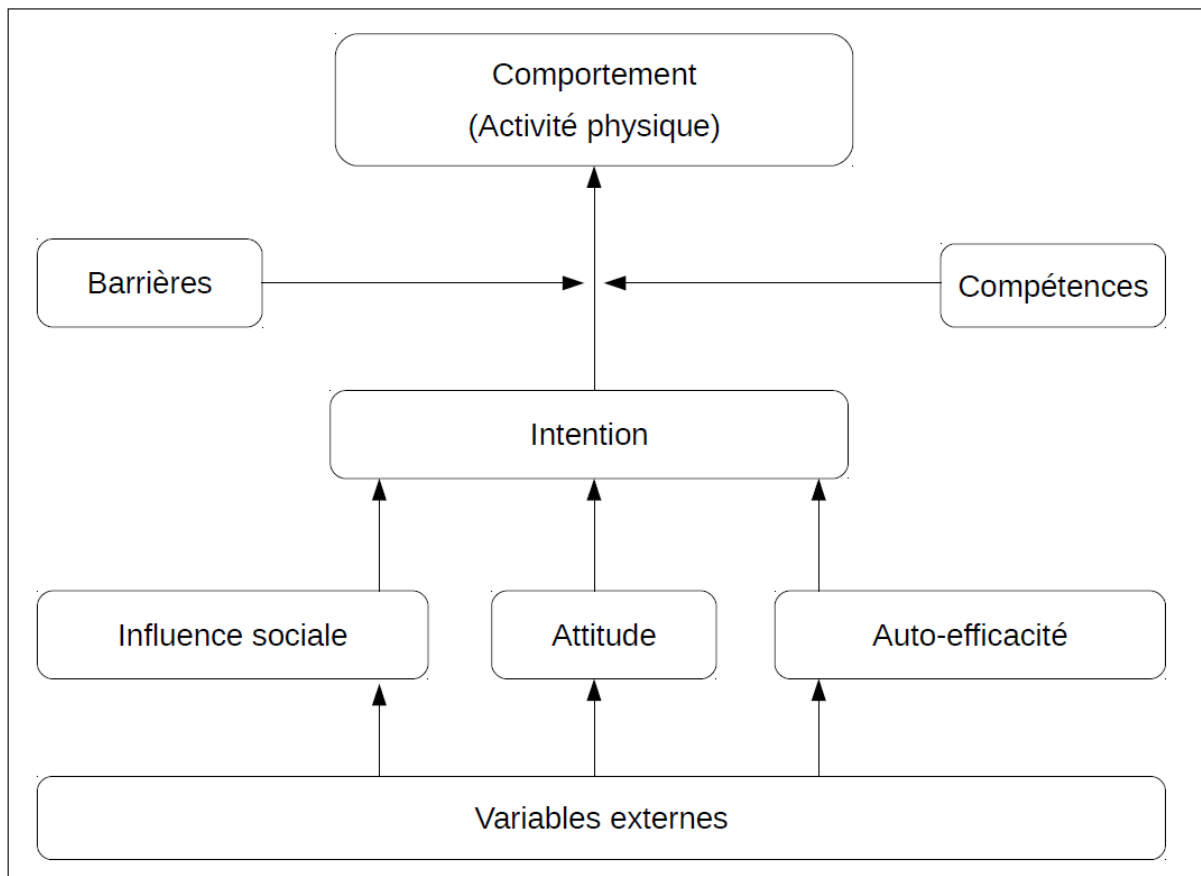 Comportement
(Activité physique)
Barrières
Compétences
Intention
Influence sociale
Attitude
Auto-efficacité
Variables externes